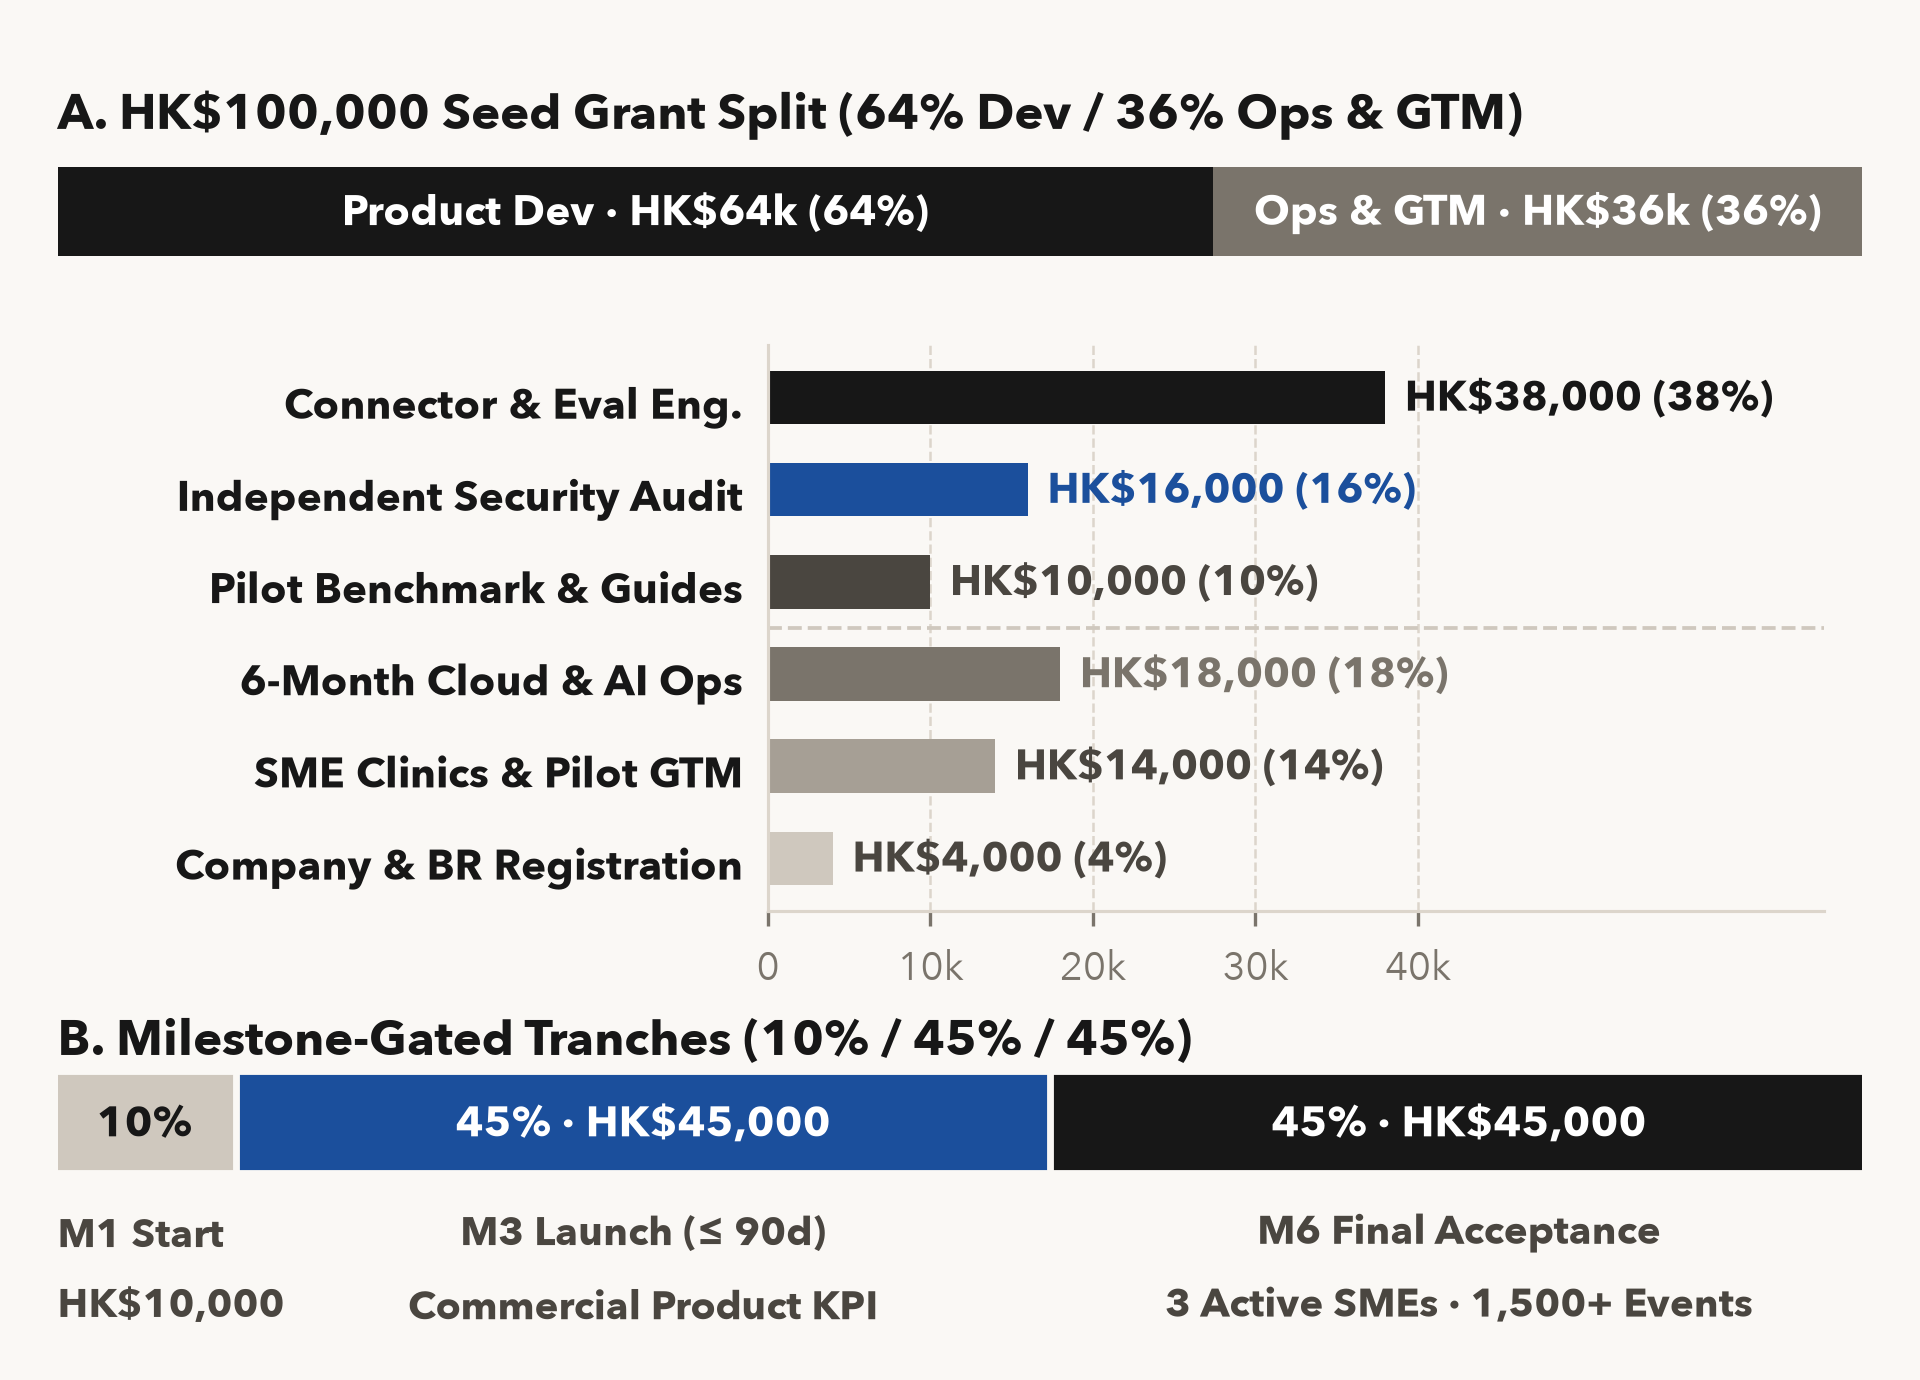 A. HK$100,000 Seed Grant Split (64% Dev / 36% Ops & GTM)
Product Dev · HK$64k (64%)
Ops & GTM · HK$36k (36%)
Connector & Eval Eng.
HK$38,000 (38%)
Independent Security Audit
HK$16,000 (16%)
Pilot Benchmark & Guides
HK$10,000 (10%)
6-Month Cloud & AI Ops
HK$18,000 (18%)
SME Clinics & Pilot GTM
HK$14,000 (14%)
Company & BR Registration
HK$4,000 (4%)
0
10k
20k
30k
40k
B. Milestone-Gated Tranches (10% / 45% / 45%)
10%
45% · HK$45,000
45% · HK$45,000
M1 Start
HK$10,000
M3 Launch (≤ 90d)
Commercial Product KPI
M6 Final Acceptance
3 Active SMEs · 1,500+ Events